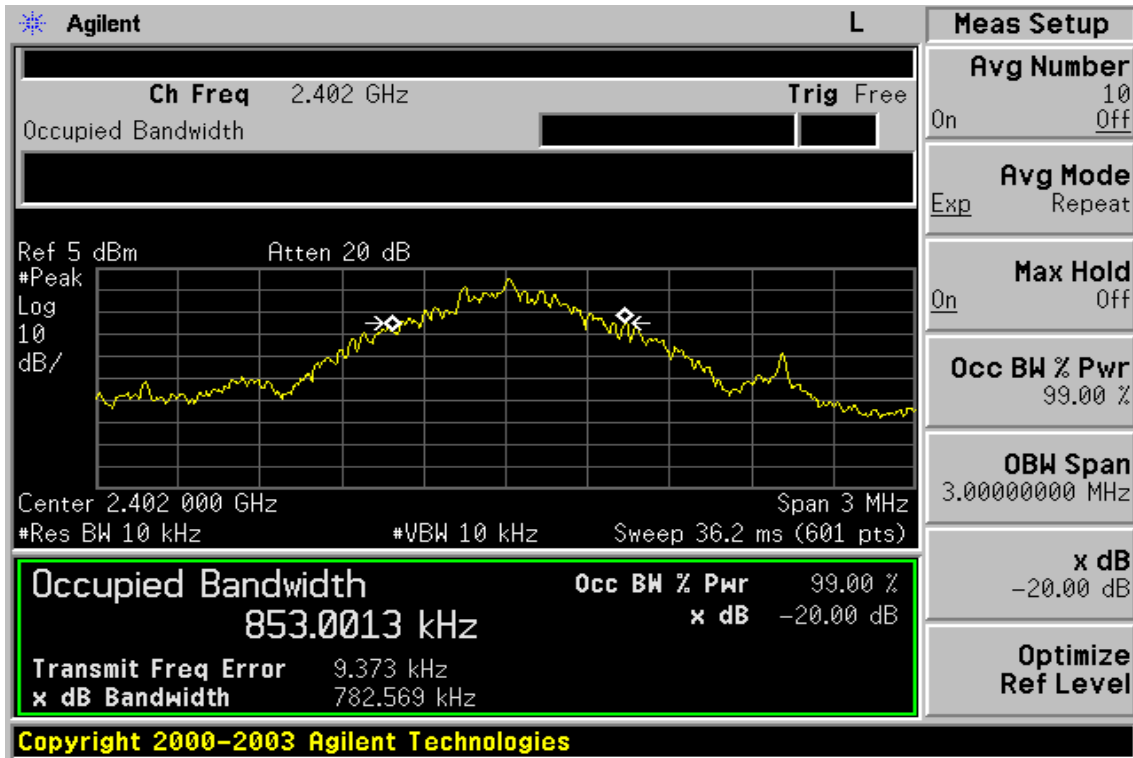 Agilent L
Meas Setup
Ch Freq 2.402 GHz Trig Free
Occupied Bandwidth
Ref 5 dBm Atten 20 dB
#Peak
Log
10
dB/
Center 2.402 000 GHz Span 3 MHz
#Res BW 10 kHz #VBW 10 kHz Sweep 36.2 ms (601 pts)
Occupied Bandwidth
853.0013 kHz
Occ BW % Pwr 99.00 %
x dB -20.00 dB
Transmit Freq Error 9.373 kHz
x dB Bandwidth 782.569 kHz
Avg Number
10
On Off
Avg Mode
Exp Repeat
Max Hold
On Off
Occ BW % Pwr
99.00 %
OBW Span
3.00000000 MHz
x dB
-20.00 dB
Optimize
Ref Level
Copyright 2000-2003 Agilent Technologies